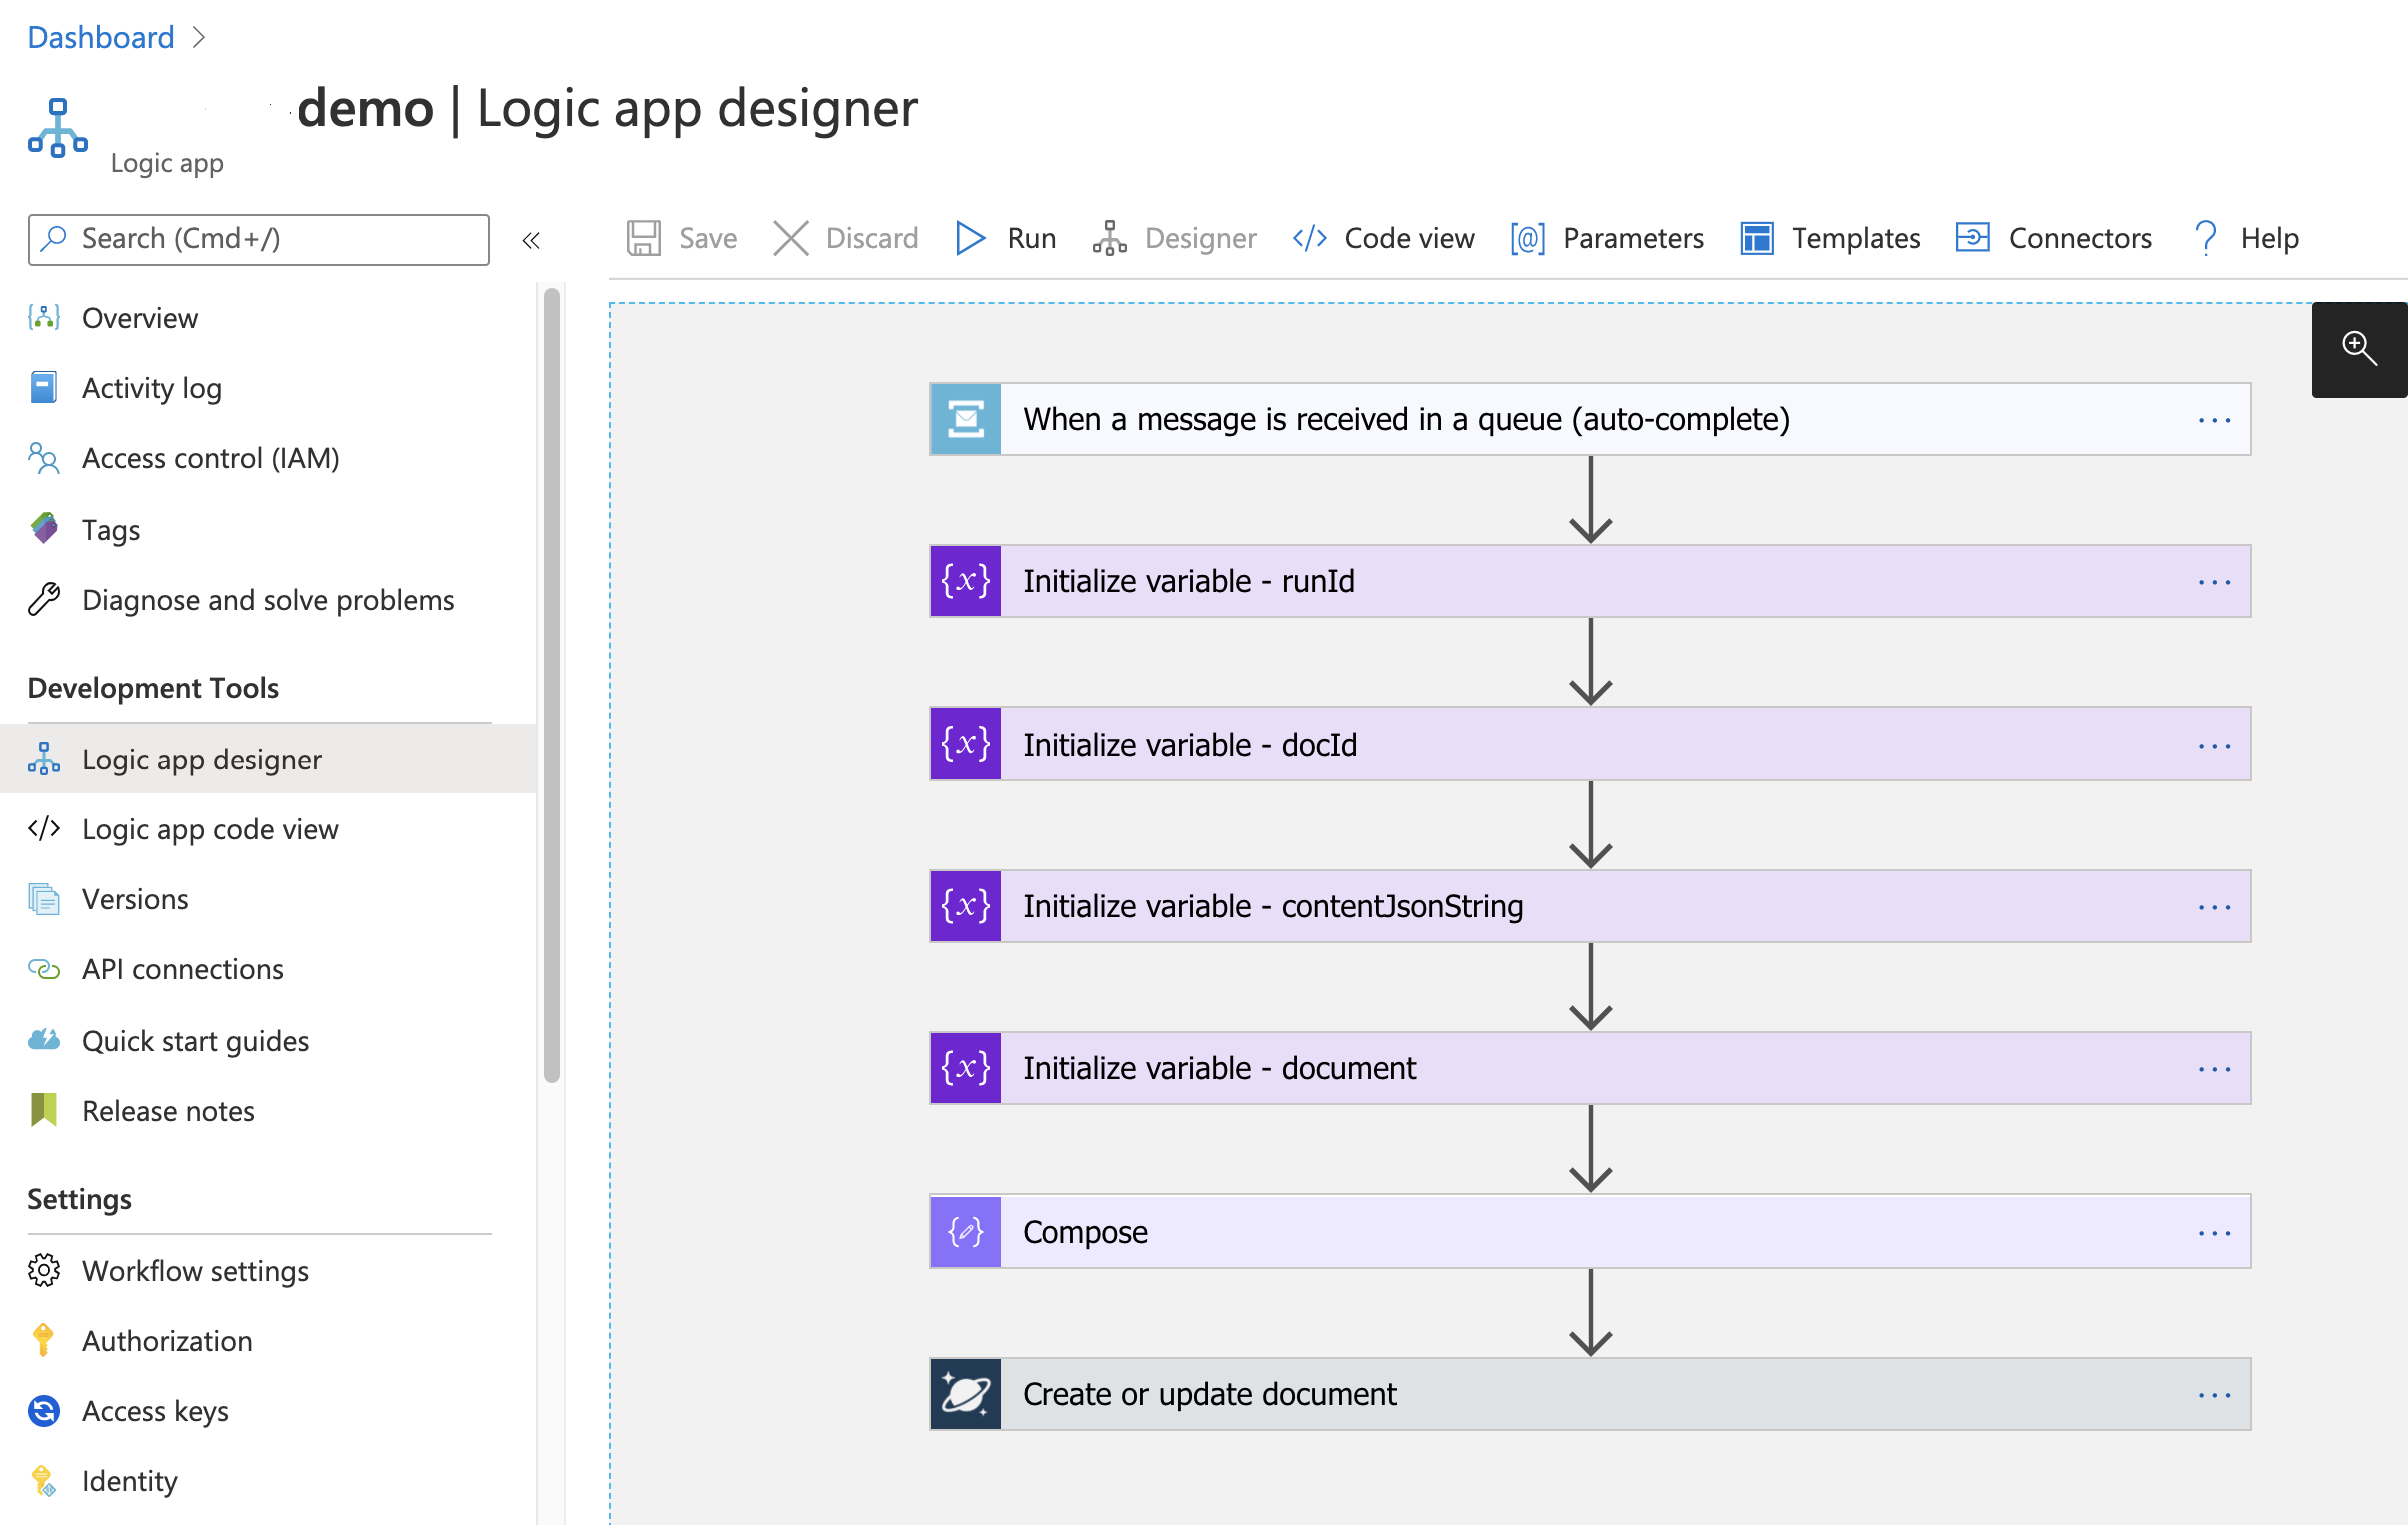 Dashboard
demo | Logic app designer
Logic app
Search (Cmd+/)
«
Save
Discard
Run
Designer
Code view
Parameters
Templates
Connectors
Help
Overview
Activity log
Access control (IAM)
Tags
Diagnose and solve problems
Development Tools
Logic app designer
Logic app code view
Versions
API connections
Quick start guides
Release notes
Settings
Workflow settings
Authorization
Access keys
Identity
When a message is received in a queue (auto-complete)
...
{x} Initialize variable - runId
...
{x} Initialize variable - docId
...
{x} Initialize variable - contentJsonString
...
{x} Initialize variable - document
...
Compose
...
Create or update document
...